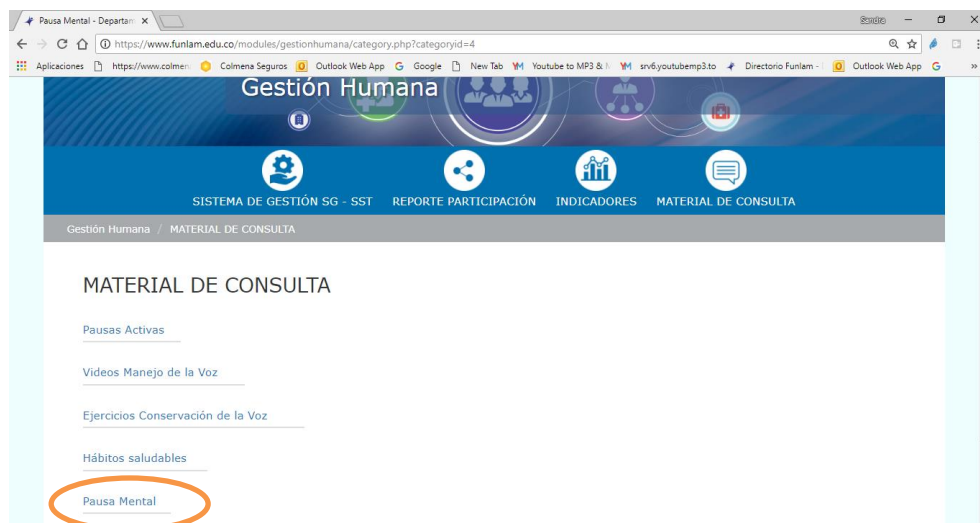 Pausa Mental - Departam
Sandra
https://www.funlam.edu.co/modules/gestionhumana/category.php?categoryid=4
Aplicaciones https://www.colmen Colmena Seguros Outlook Web App Google New Tab Youtube to MP3 & srv6.youtubemp3.to Directorio Funlam - Outlook Web App
Gestión Humana
SISTEMA DE GESTIÓN SG - SST REPORTE PARTICIPACIÓN INDICADORES MATERIAL DE CONSULTA
Gestión Humana / MATERIAL DE CONSULTA
MATERIAL DE CONSULTA
Pausas Activas
Videos Manejo de la Voz
Ejercicios Conservación de la Voz
Hábitos saludables
Pausa Mental